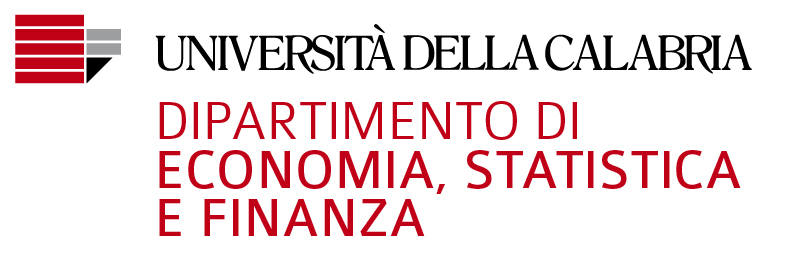 UNIVERSITÀ DELLA CALABRIA
DIPARTIMENTO DI
ECONOMIA, STATISTICA
E FINANZA